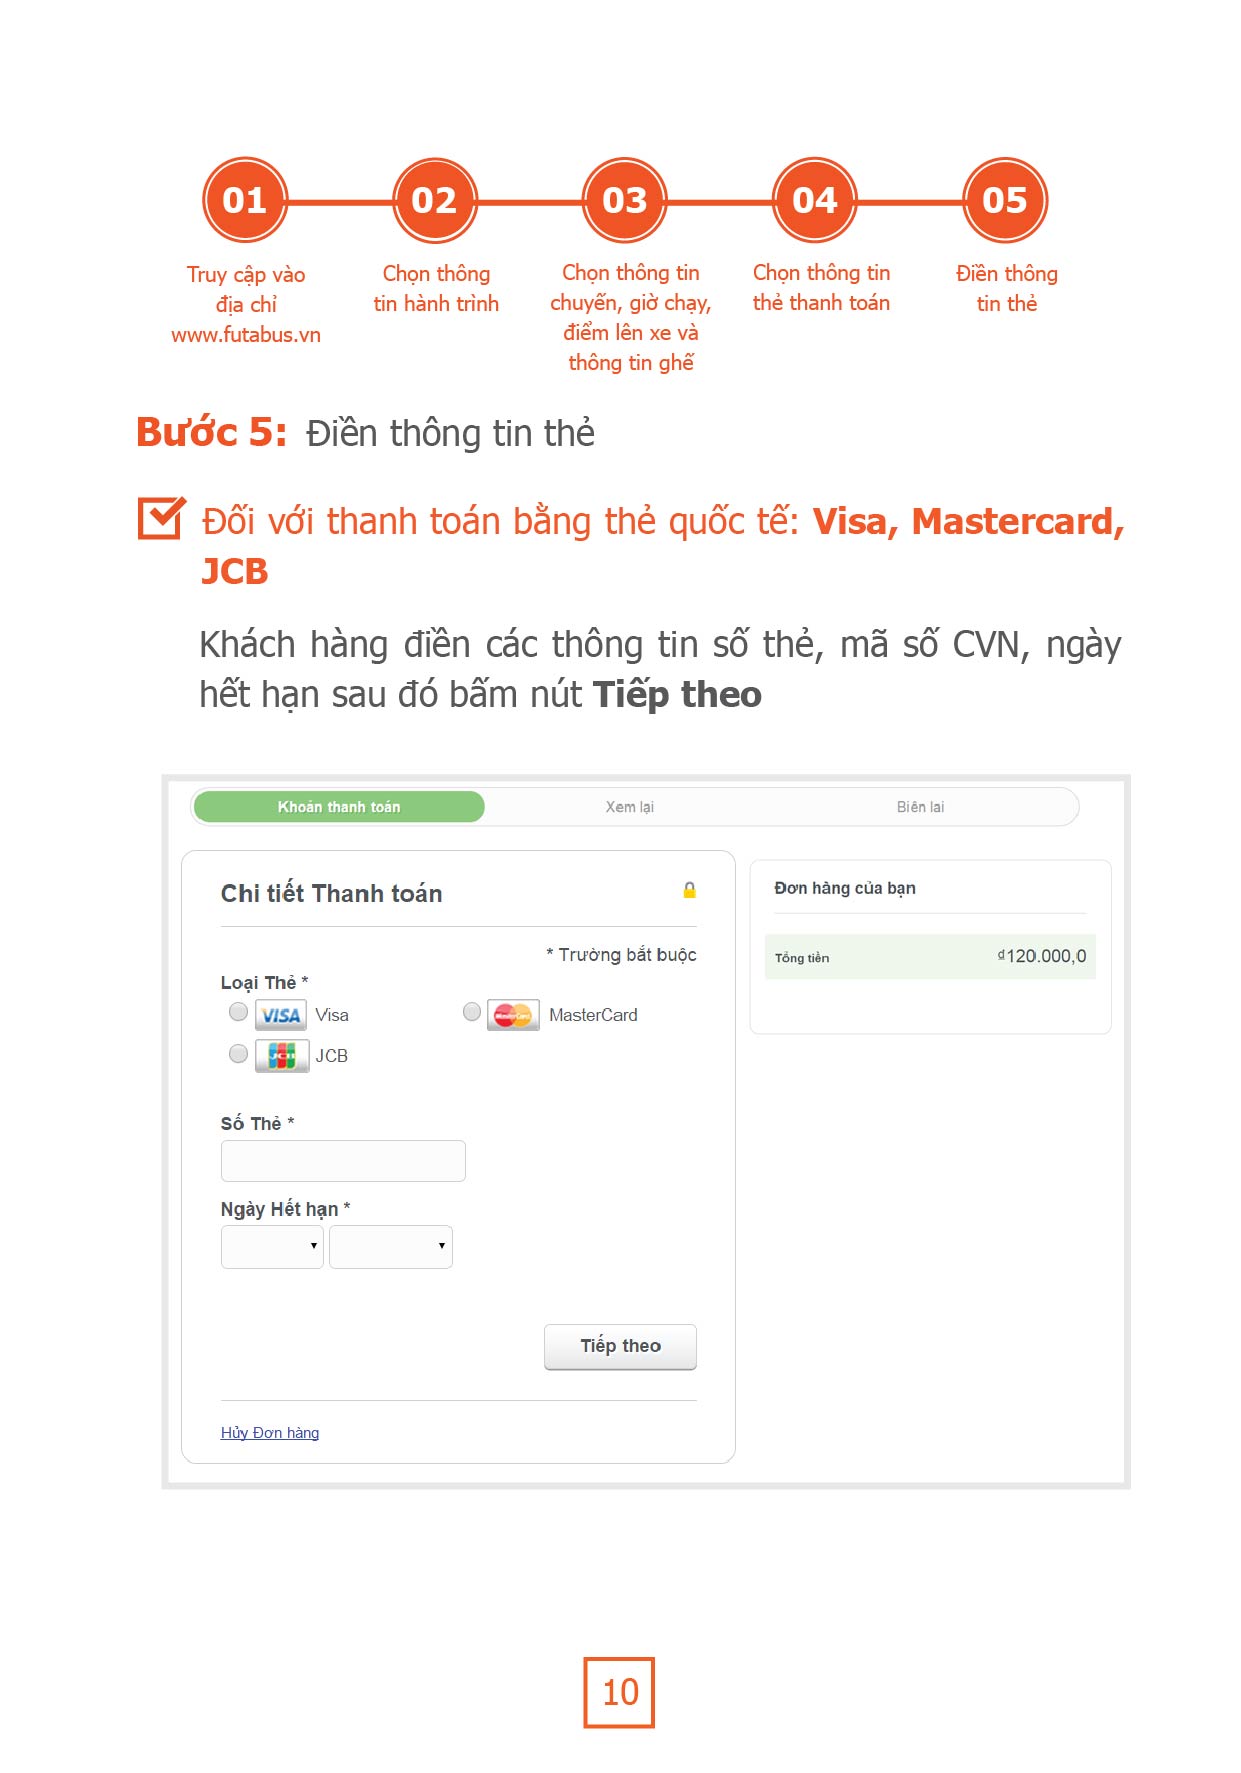 01 02 03 04 05
Truy cập vào
địa chỉ
www.futabus.vn
Chọn thông
tin hành trình
Chọn thông tin
chuyến, giờ chạy,
điểm lên xe và
thông tin ghế
Chọn thông tin
thẻ thanh toán
Điền thông
tin thẻ
Bước 5: Điền thông tin thẻ
Đối với thanh toán bằng thẻ quốc tế: Visa, Mastercard,
JCB
Khách hàng điền các thông tin số thẻ, mã số CVN, ngày
hết hạn sau đó bấm nút Tiếp theo
Khoản thanh toán Xem lại Biên lai
Chi tiết Thanh toán
* Trường bắt buộc
Loại Thẻ *
VISA Visa
MasterCard MasterCard
JCB JCB
Số Thẻ *
Ngày Hết hạn *
Tiếp theo
Hủy Đơn hàng
Đơn hàng của bạn
Tổng tiền ₫120.000,0
10